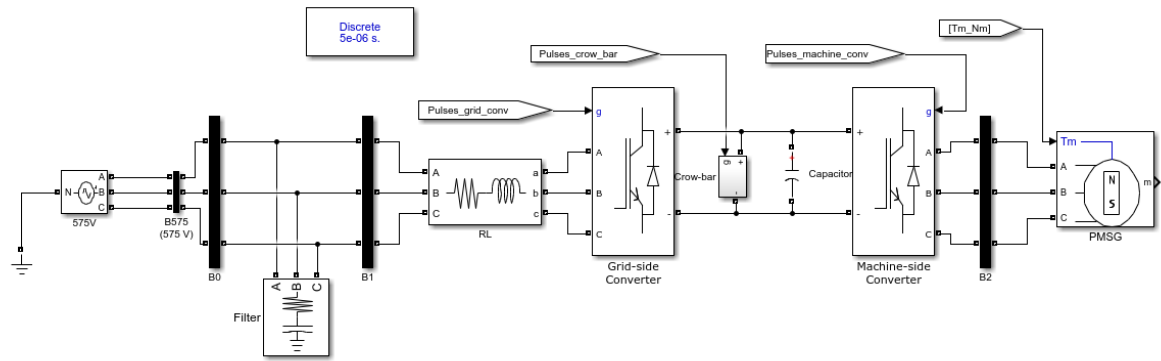 Discrete
5e-06 s.
[Tm_Nm]
Pulses_crow_bar
Pulses_machine_conv
Pulses_grid_conv
g
g
Tm
N
A
B
C
575V
B575
(575 V)
B0
A
B
C
Filter
B1
A
B
C
a
b
c
RL
A
B
C
+
-
Grid-side
Converter
g
+
-
Crow-bar
Capacitor
+
-
A
B
C
Machine-side
Converter
B2
A
B
C
N
S
m
PMSG